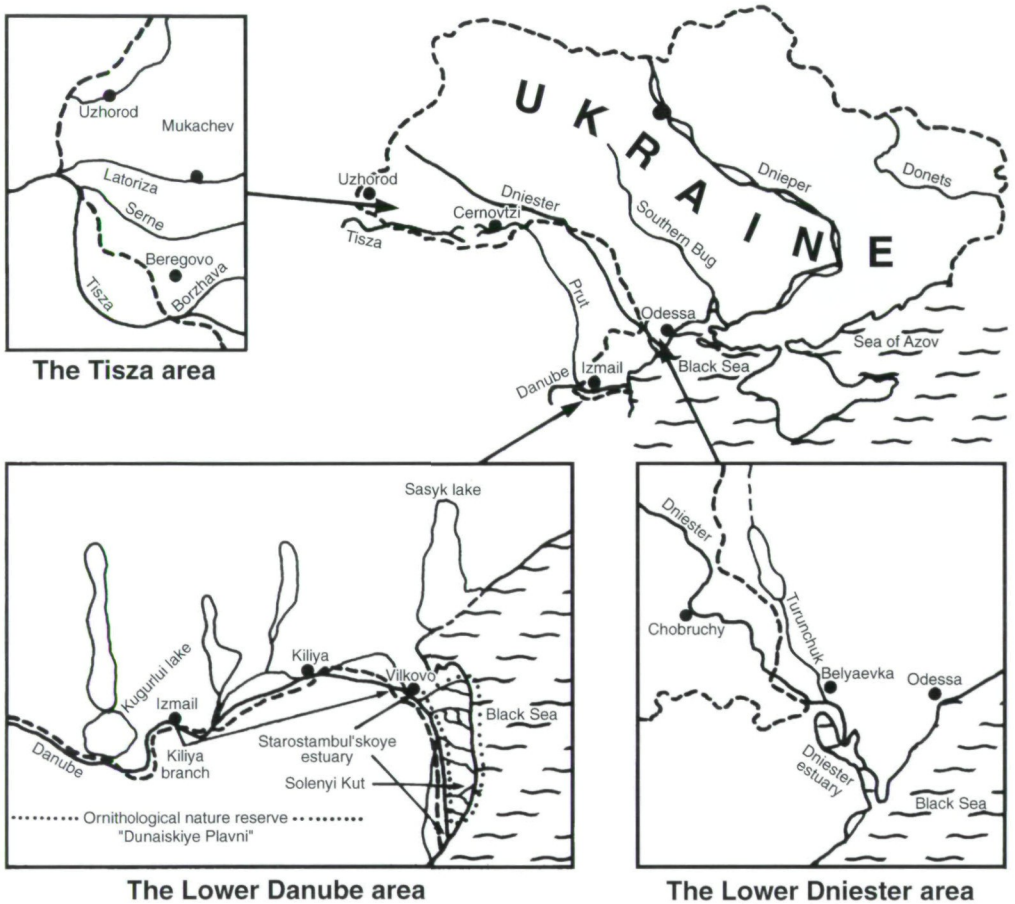 Uzhorod
Mukachev
Latoriza
Serne
Beregovo
Tisza
Borzhava
The Tisza area
UKRAINE
Uzhorod
Dniester
Cernovtzi
Tisza
Southern Bug
Dnieper
Donets
Prut
Odessa
Sea of Azov
Black Sea
Izmail
Danube
Sasyk lake
Kugurlui lake
Kiliya
Izmail
Vilkovo
Black Sea
Danube
Kiliya
branch
Starostambul'skoye
estuary
Solenyi Kut
Ornithological nature reserve
"Dunaiskiye Plavni"
The Lower Danube area
Dniester
Chobruchy
Turunchuk
Belyaevka
Odessa
Dniester
estuary
Black Sea
The Lower Dniester area